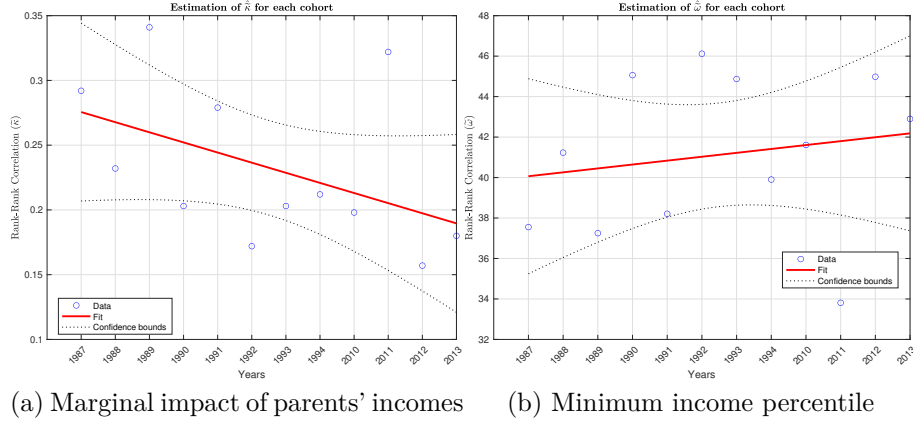 Estimation of κ̂ for each cohort
0.35
0.3
0.25
0.2
0.15
0.1
Rank-Rank Correlation (κ̃)
1987
1988
1989
1990
1991
1992
1993
1994
2010
2011
2012
2013
Years
Data
Fit
Confidence bounds
(a) Marginal impact of parents' incomes
Estimation of ω̂ for each cohort
48
46
44
42
40
38
36
34
32
Rank-Rank Correlation (ω̃)
1987
1988
1989
1990
1991
1992
1993
1994
2010
2011
2012
2013
Years
Data
Fit
Confidence bounds
(b) Minimum income percentile